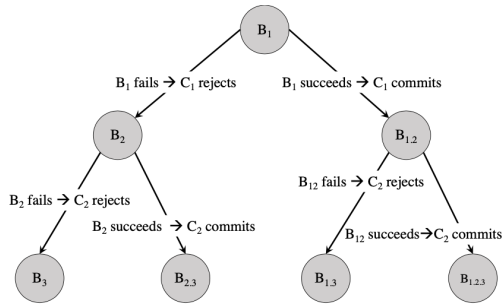 B₁
B₁ fails → C₁ rejects
B₁ succeeds → C₁ commits
B₂
B₁.₂
B₂ fails → C₂ rejects
B₂ succeeds → C₂ commits
B₁₂ fails → C₂ rejects
B₁₂ succeeds→C₂ commits
B₃
B₂.₃
B₁.₃
B₁.₂.₃